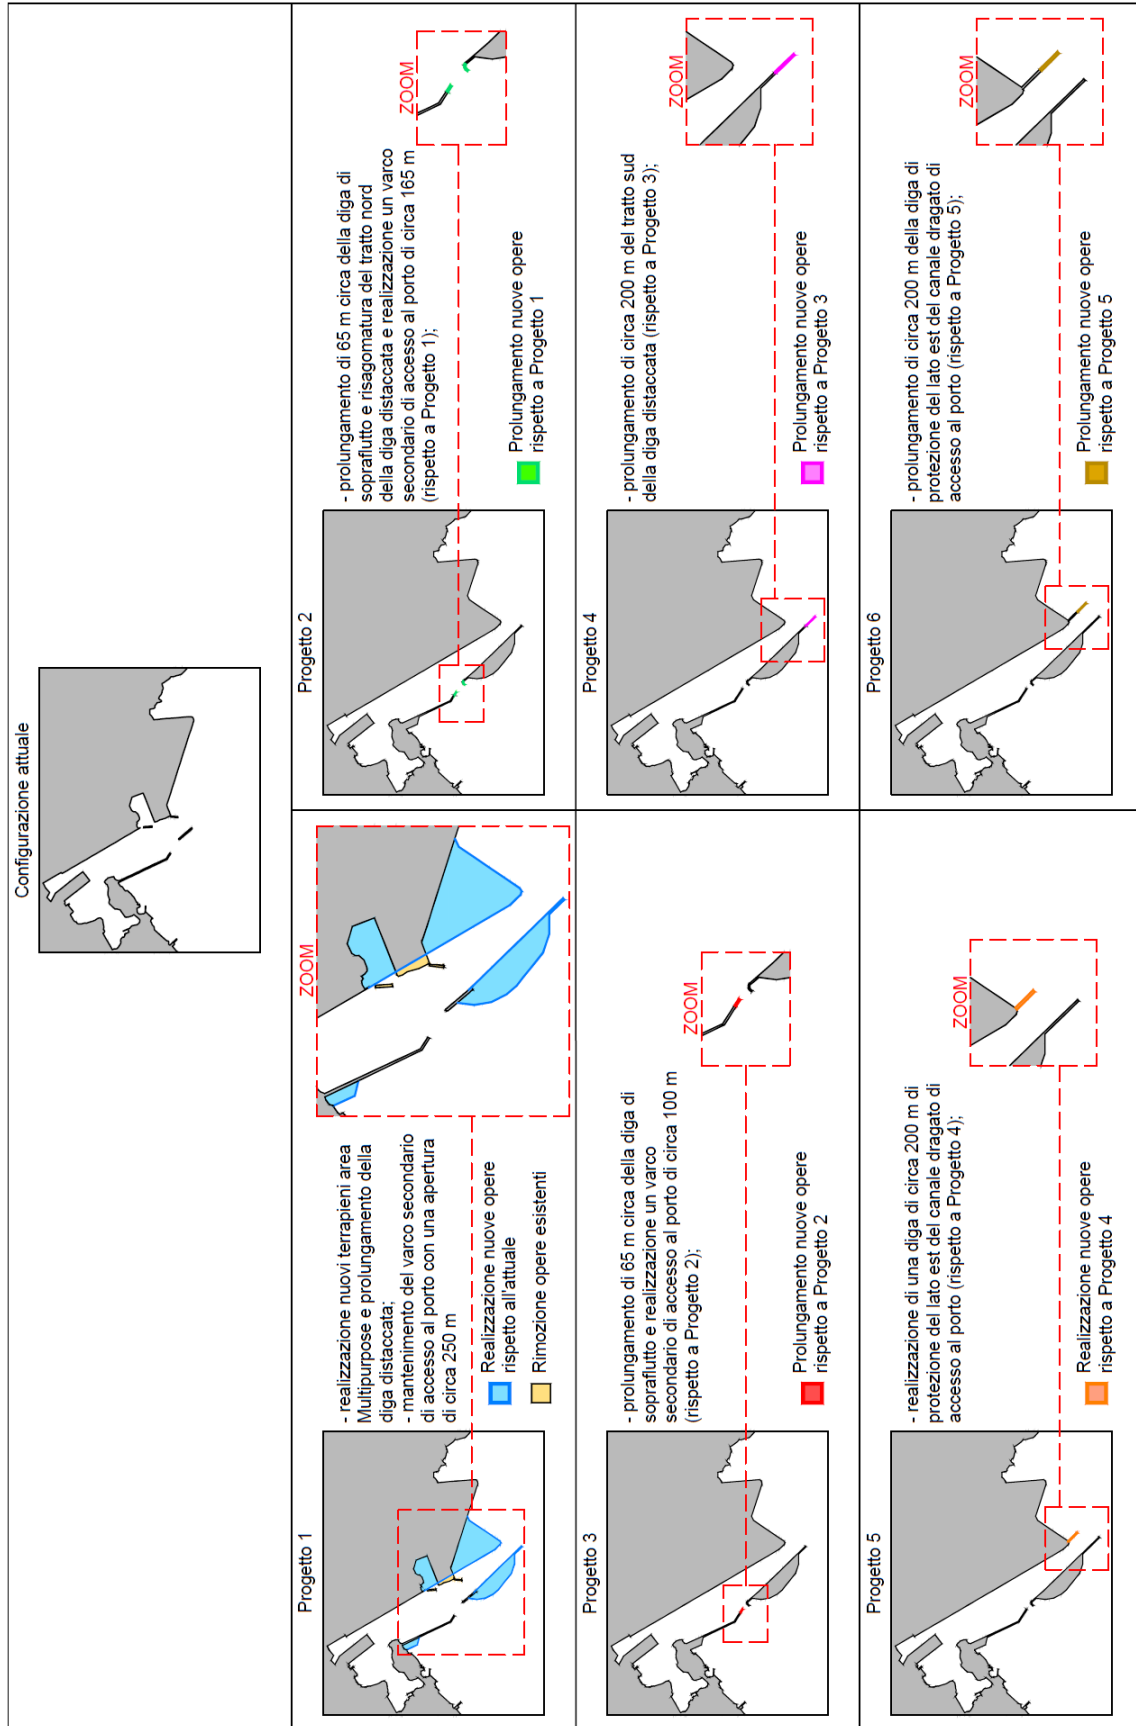 Configurazione attuale
Progetto 1
- realizzazione nuovi terrapieni area
Multipurpose e prolungamento della
diga distaccata;
- mantenimento del varco secondario
di accesso al porto con una apertura
di circa 250 m
Realizzazione nuove opere
rispetto all'attuale
Rimozione opere esistenti
ZOOM
Progetto 2
- prolungamento di 65 m circa della diga di
sopraflutto e risagomatura del tratto nord
della diga distaccata e realizzazione un varco
secondario di accesso al porto di circa 165 m
(rispetto a Progetto 1);
Prolungamento nuove opere
rispetto a Progetto 1
ZOOM
Progetto 3
- prolungamento di 65 m circa della diga di
sopraflutto e realizzazione un varco
secondario di accesso al porto di circa 100 m
(rispetto a Progetto 2);
Prolungamento nuove opere
rispetto a Progetto 2
ZOOM
Progetto 4
- prolungamento di circa 200 m del tratto sud
della diga distaccata (rispetto a Progetto 3);
Prolungamento nuove opere
rispetto a Progetto 3
ZOOM
Progetto 5
- realizzazione di una diga di circa 200 m di
protezione del lato est del canale dragato di
accesso al porto (rispetto a Progetto 4);
Realizzazione nuove opere
rispetto a Progetto 4
ZOOM
Progetto 6
- prolungamento di circa 200 m della diga di
protezione del lato est del canale dragato di
accesso al porto (rispetto a Progetto 5);
Prolungamento nuove opere
rispetto a Progetto 5
ZOOM